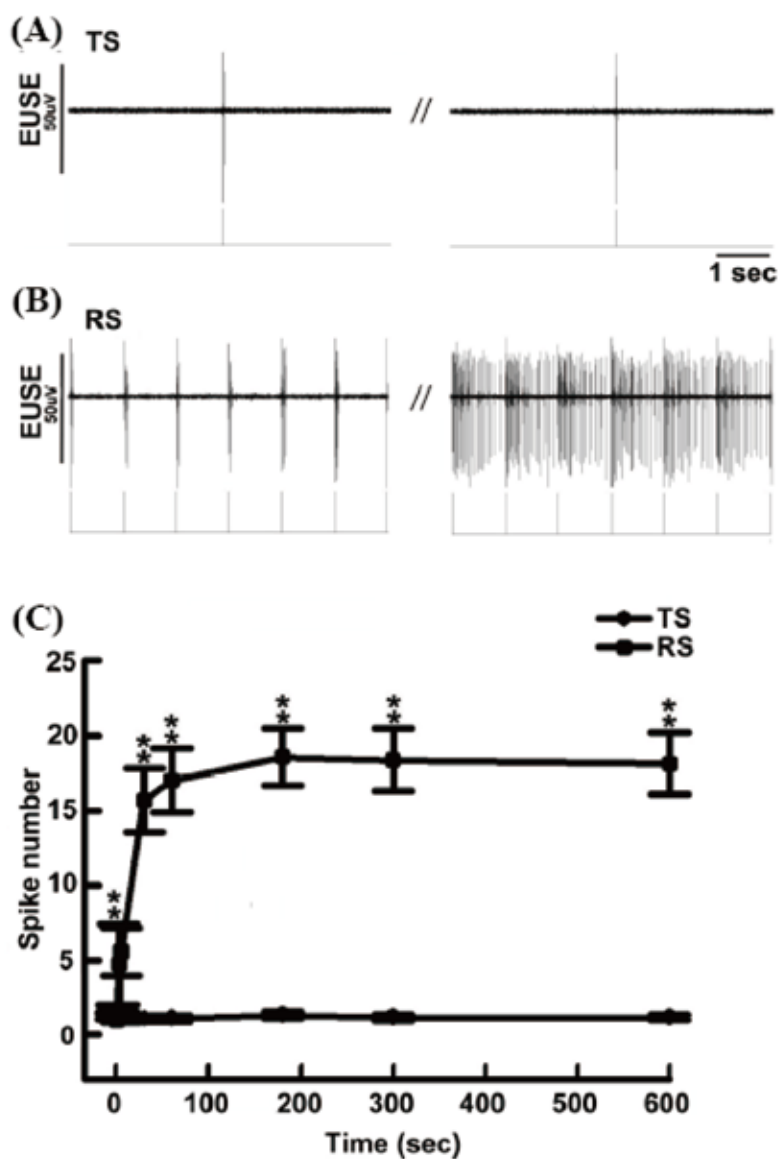 (A) TS
EUSE
50uV
//
1 sec
(B) RS
EUSE
50uV
//
(C)
TS
RS
25
20
15
10
5
0
Spike number
** ** ** ** ** **
0 100 200 300 400 500 600
Time (sec)